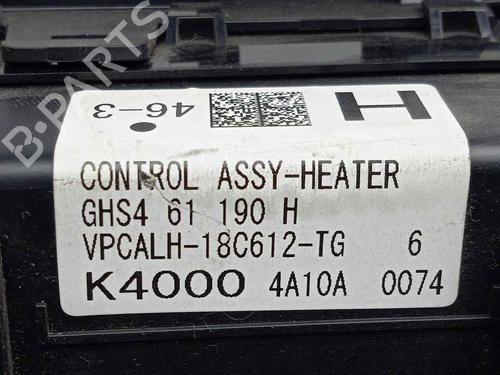 46-3 H
CONTROL ASSY-HEATER
GHS4 61 190 H
VPCALH-18C612-TG 6
K4000 4A10A 0074
B-PARTS